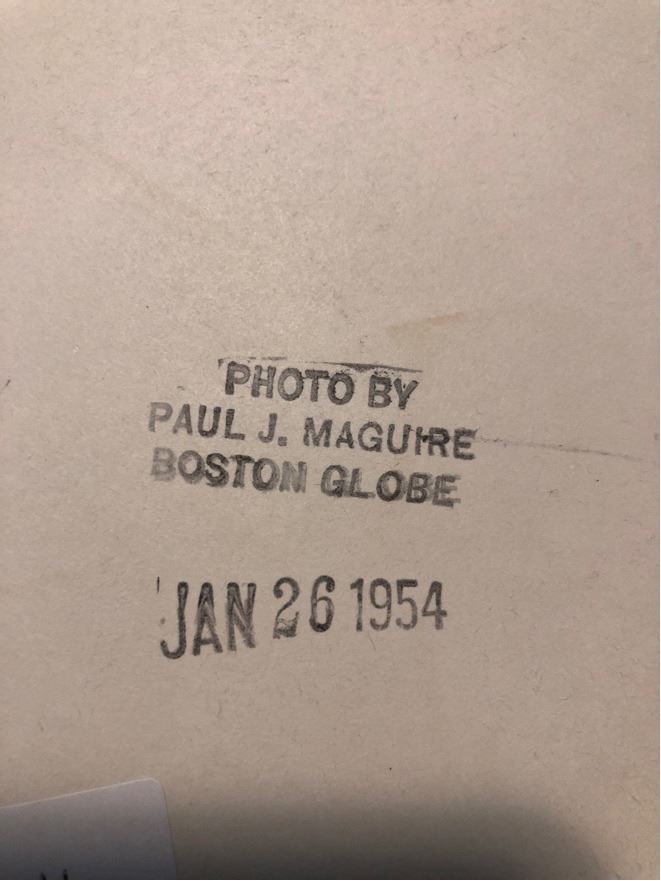 PHOTO BY
PAUL J. MAGUIRE
BOSTON GLOBE
JAN 26 1954